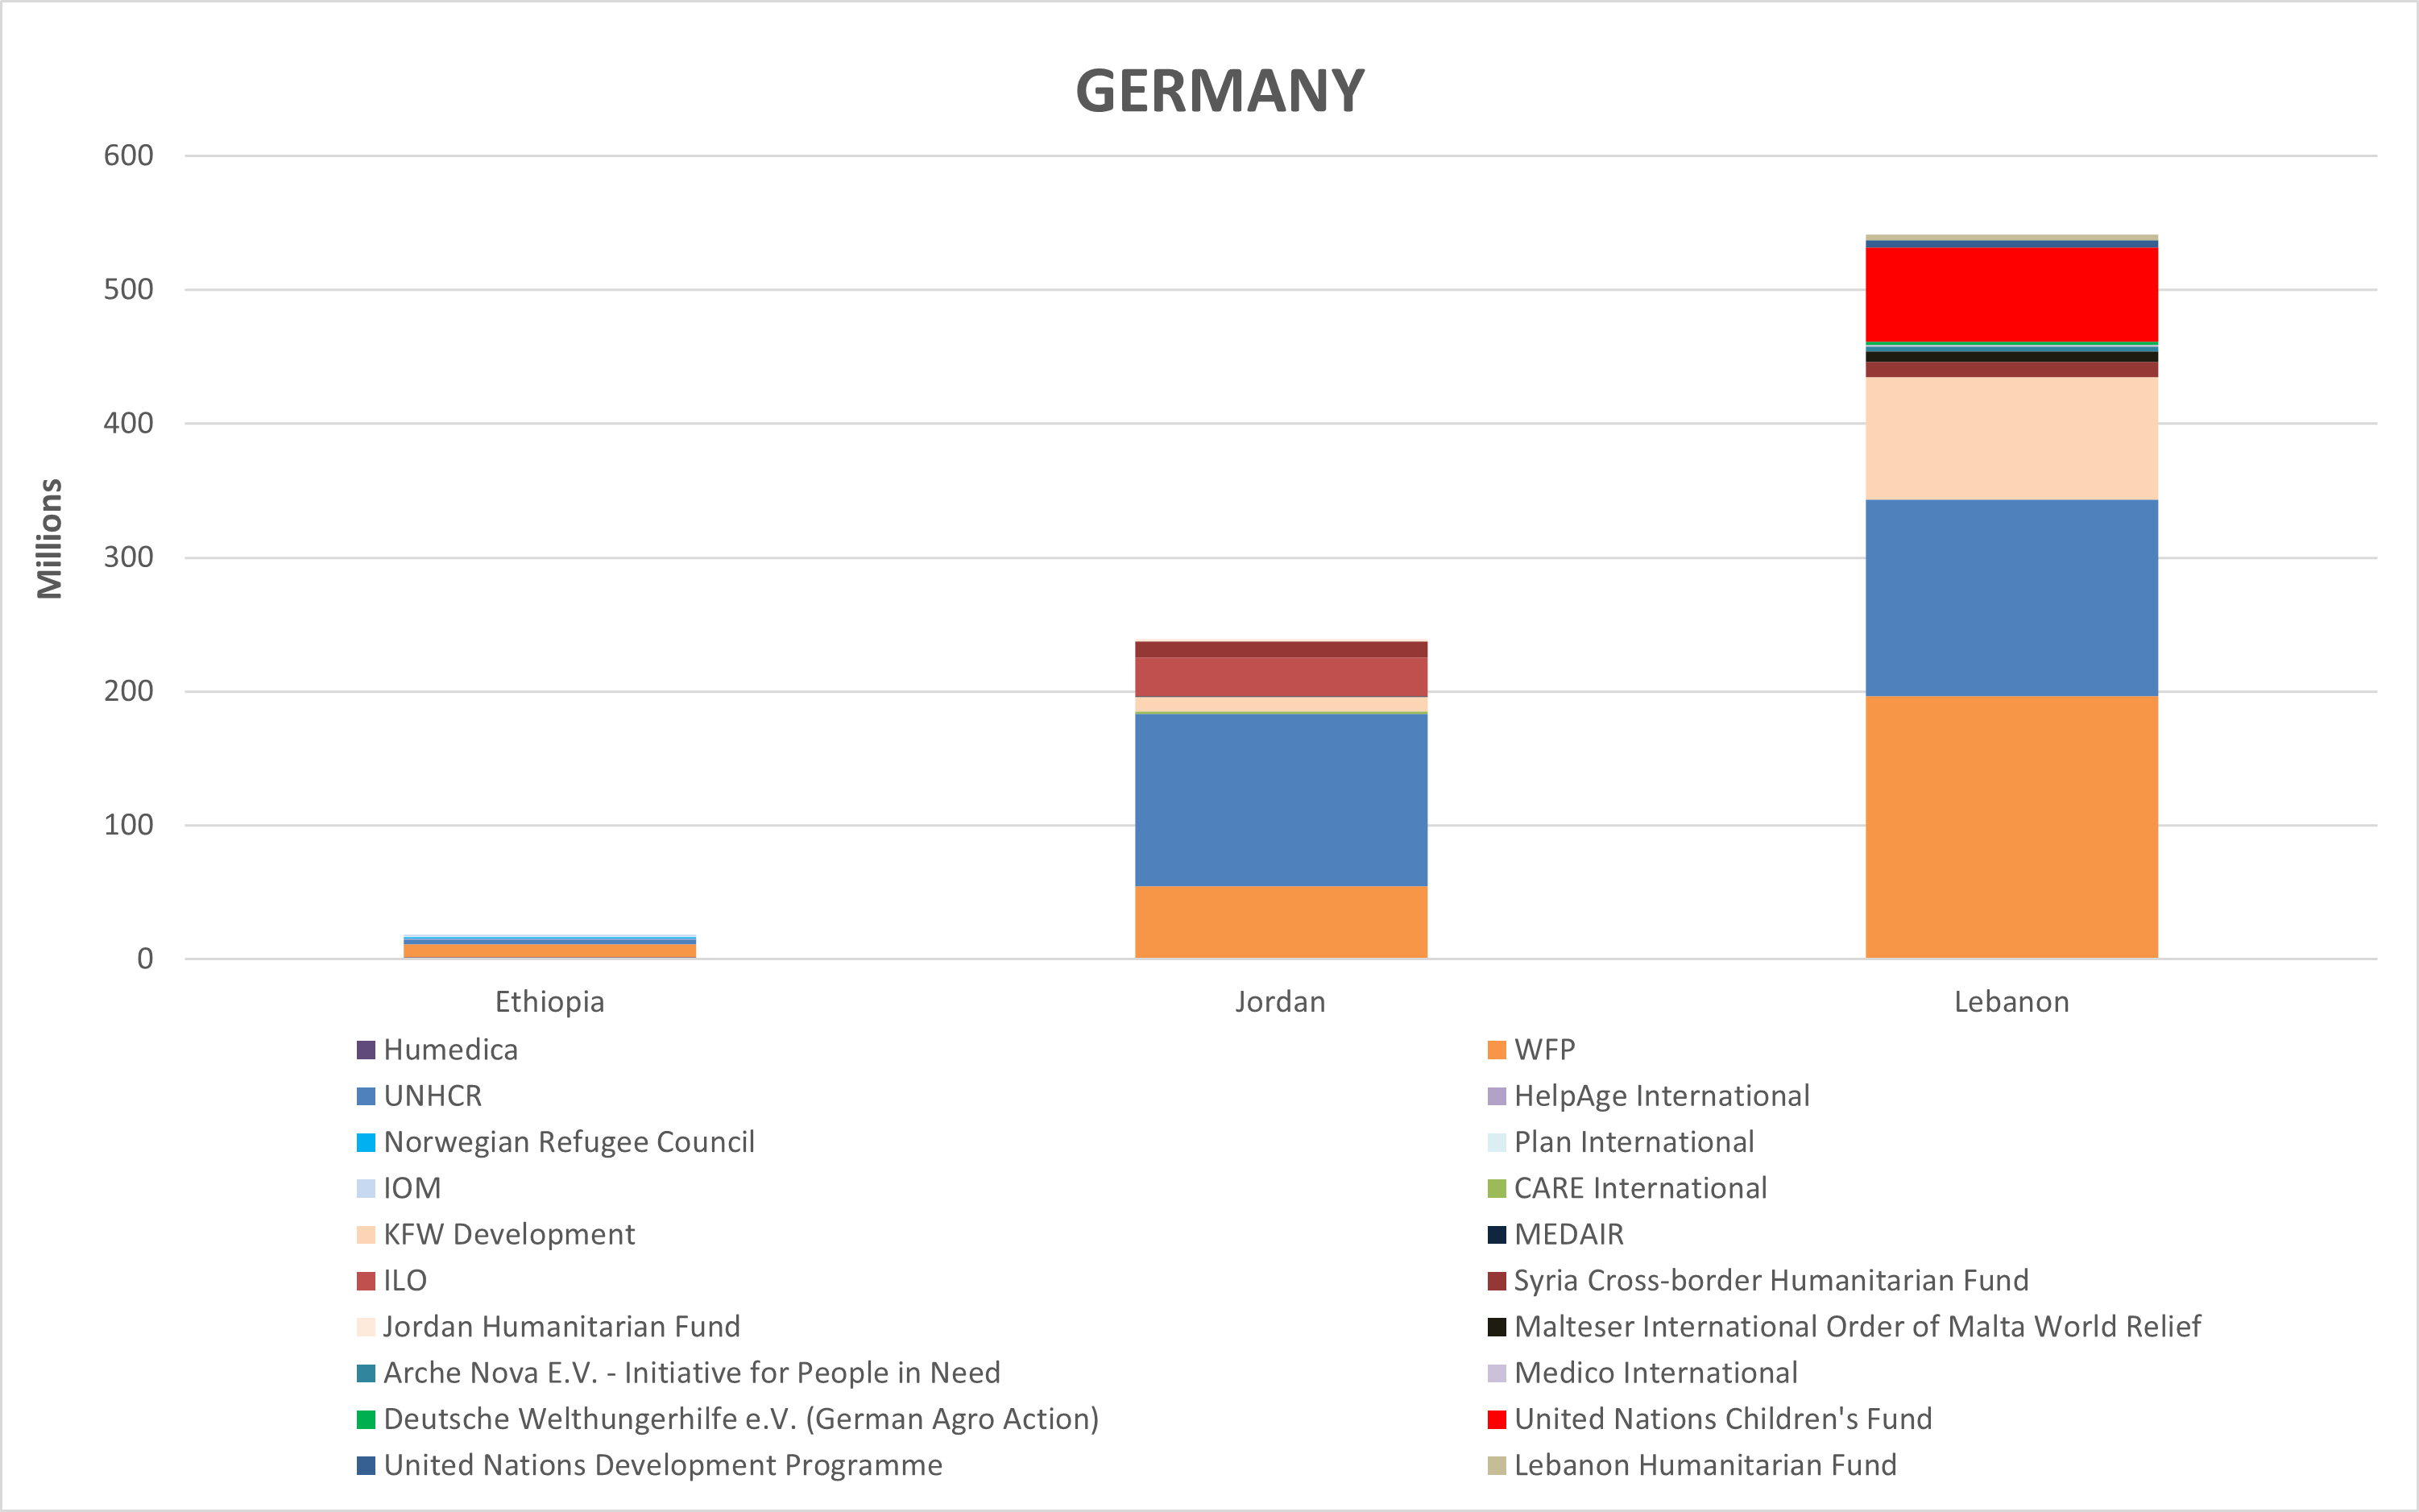 GERMANY
600
500
400
300
200
100
0
Millions
Ethiopia Jordan Lebanon
Humedica WFP
UNHCR HelpAge International
Norwegian Refugee Council Plan International
IOM CARE International
KFW Development MEDAIR
ILO Syria Cross-border Humanitarian Fund
Jordan Humanitarian Fund Malteser International Order of Malta World Relief
Arche Nova E.V. - Initiative for People in Need Medico International
Deutsche Welthungerhilfe e.V. (German Agro Action) United Nations Children's Fund
United Nations Development Programme Lebanon Humanitarian Fund